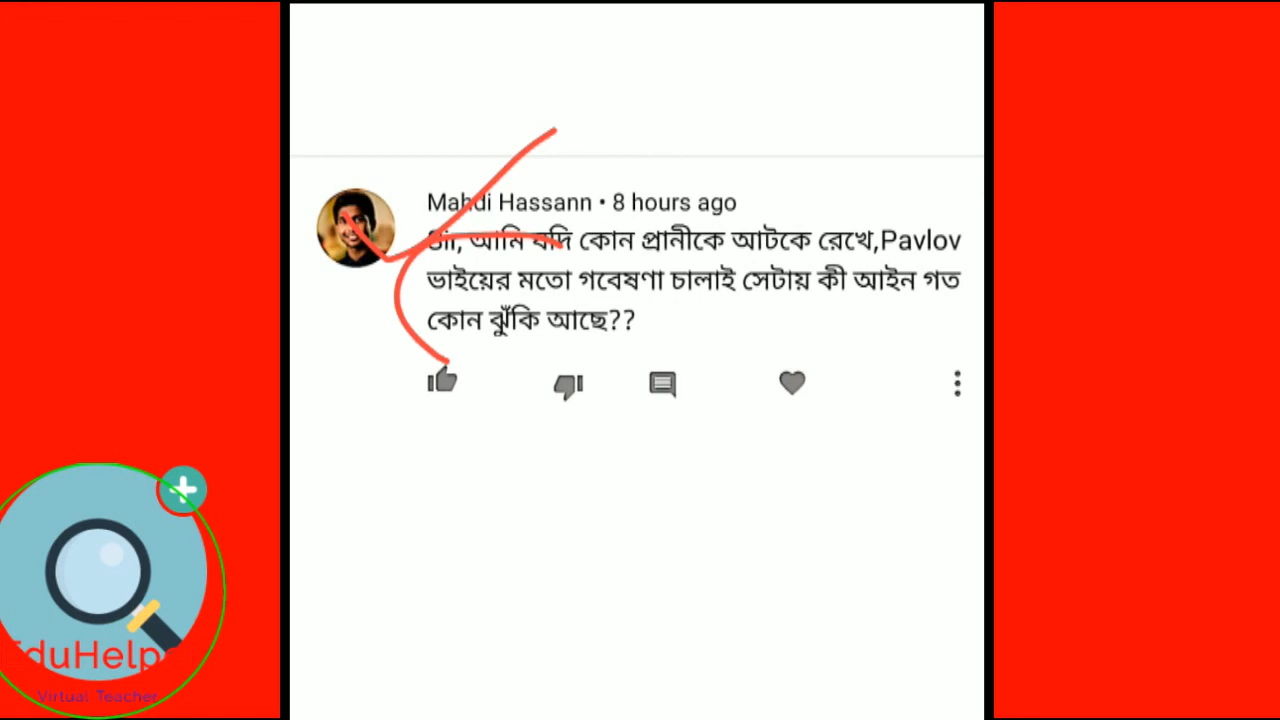 Mahdi Hassann • 8 hours ago
Sir, আমি যদি কোন প্রানীকে আটকে রেখে,Pavlov
ভাইয়ের মতো গবেষণা চালাই সেটায় কী আইন গত
কোন ঝুঁকি আছে??
EduHelp
Virtual Teacher